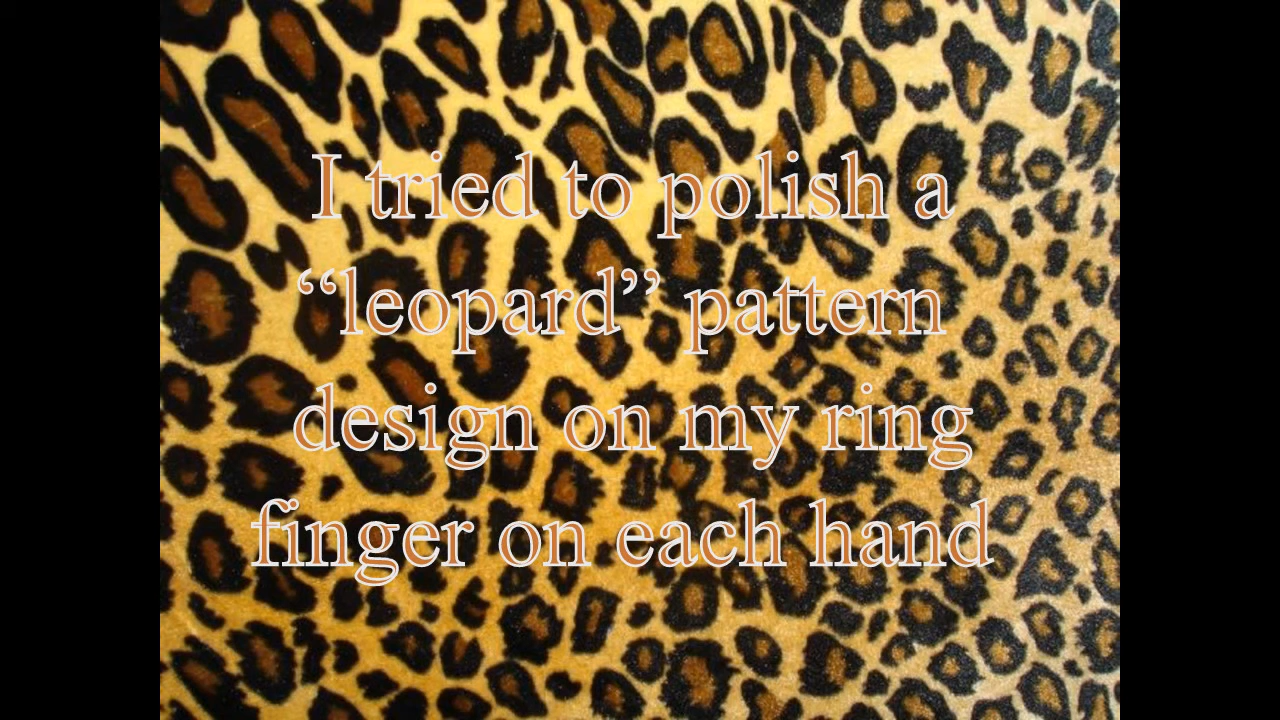 I tried to polish a
“leopard” pattern
design on my ring
finger on each hand